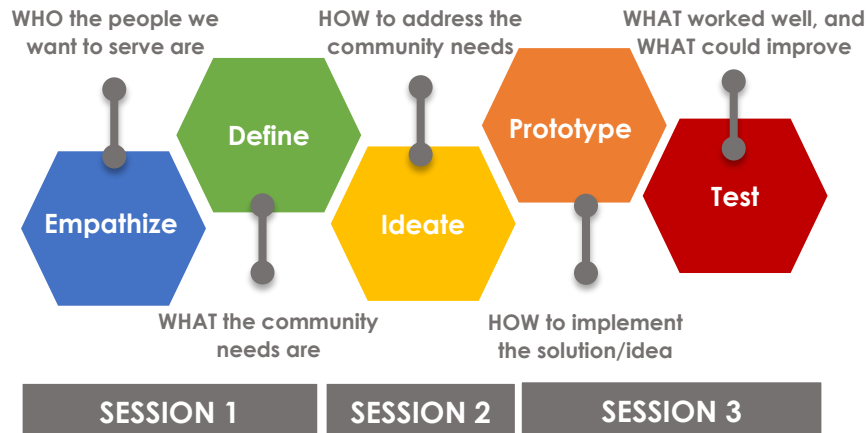 WHO the people we
want to serve are
HOW to address the
community needs
WHAT worked well, and
WHAT could improve
Empathize
Define
Ideate
Prototype
Test
WHAT the community
needs are
HOW to implement
the solution/idea
SESSION 1
SESSION 2
SESSION 3